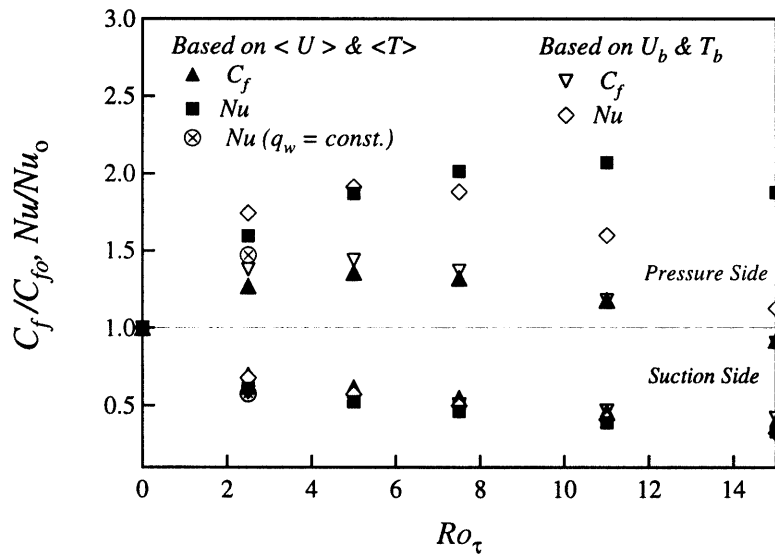 3.0
2.5
2.0
1.5
1.0
0.5
0 2 4 6 8 10 12 14
C_f/C_fo, Nu/Nu_o
Ro_τ
Based on < U > & <T>
C_f
Nu
Nu (q_w = const.)
Based on U_b & T_b
C_f
Nu
Pressure Side
Suction Side